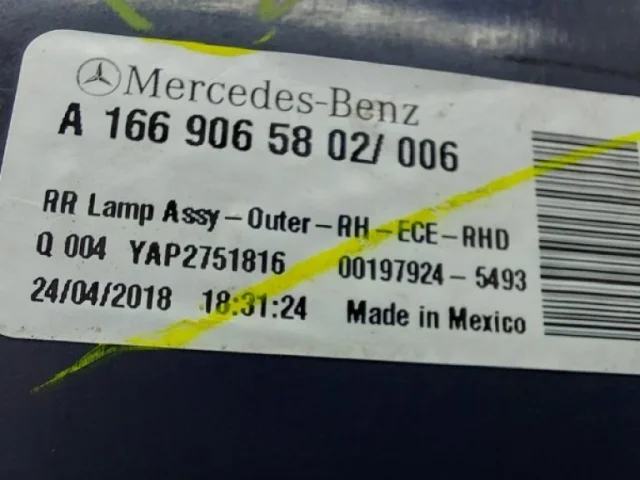 Mercedes-Benz
A 166 906 58 02/ 006
RR Lamp Assy-Outer-RH-ECE-RHD
Q 004 YAP2751816 00197924-5493
24/04/2018 18:31:24 Made in Mexico